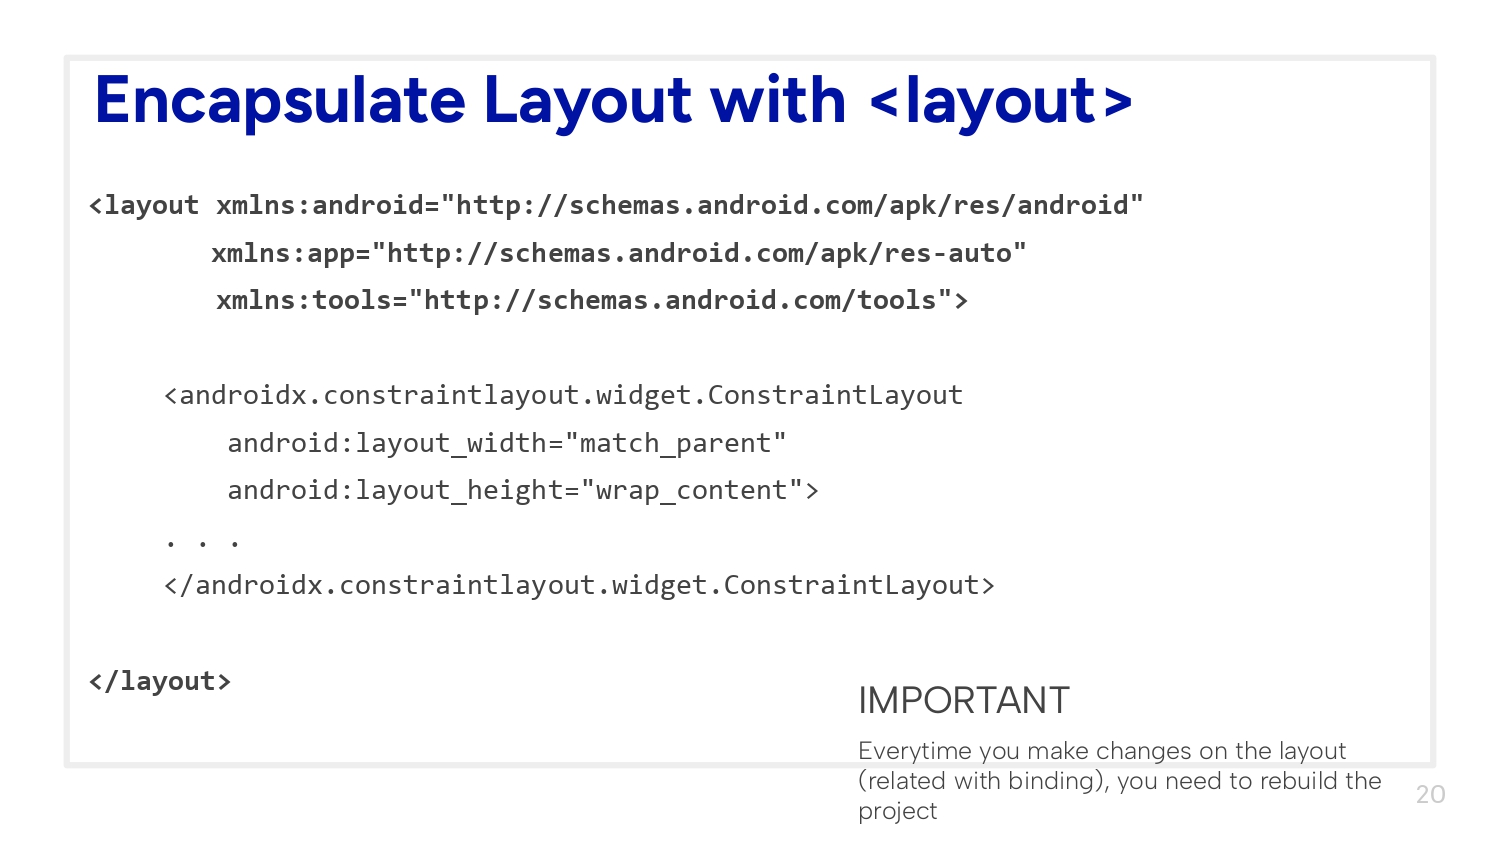 Encapsulate Layout with <layout>
<layout xmlns:android="http://schemas.android.com/apk/res/android"
xmlns:app="http://schemas.android.com/apk/res-auto"
xmlns:tools="http://schemas.android.com/tools">
<androidx.constraintlayout.widget.ConstraintLayout
android:layout_width="match_parent"
android:layout_height="wrap_content">
. . .
</androidx.constraintlayout.widget.ConstraintLayout>
</layout>
IMPORTANT
Everytime you make changes on the layout
(related with binding), you need to rebuild the
project
20